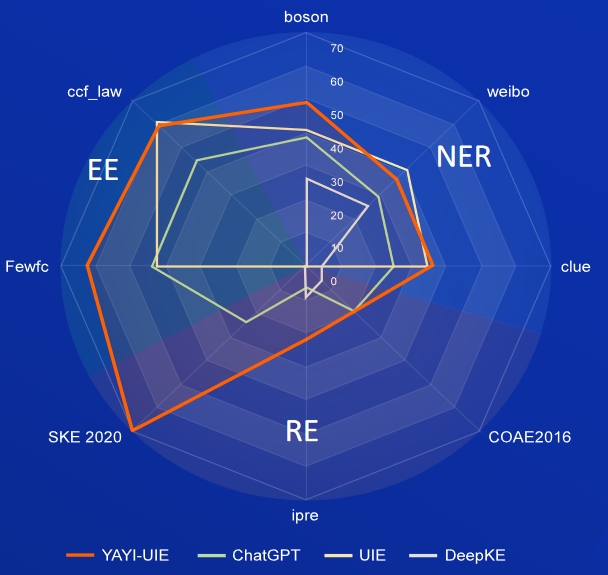 boson
70
60
50
40
30
20
10
0
ccf_law
weibo
EE
NER
Fewfc
clue
SKE 2020
RE
COAE2016
ipre
YAYI-UIE
ChatGPT
UIE
DeepKE